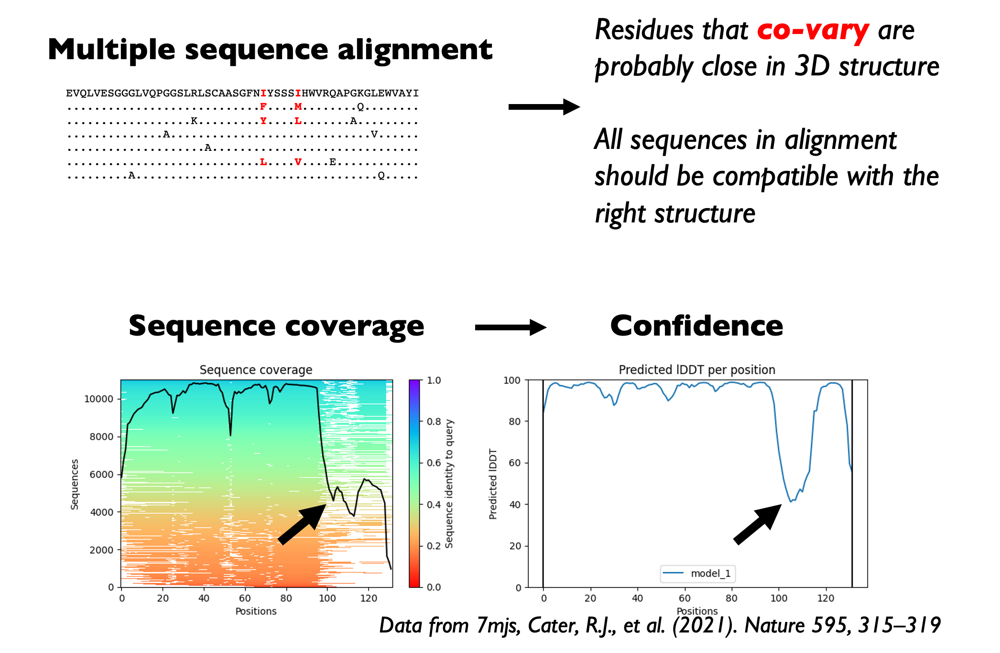 Multiple sequence alignment
EVQLVESGGGLVQPGGSLRLSCAASGFNIYSSSIHWVRQAPGKGLEWVAYI
............................F....M........Q........
..................K.........Y....L.......A.........
..............A.............................V......
....................A..............................
............................L....V....E............
.........A...................................Q.....
Residues that co-vary are
probably close in 3D structure
All sequences in alignment
should be compatible with the
right structure
Sequence coverage
Confidence
Sequence coverage
10000
8000
6000
4000
2000
0
Sequences
0 20 40 60 80 100 120
Positions
1.0
0.8
0.6
0.4
0.2
0.0
Sequence identity to query
Predicted lDDT per position
100
80
60
40
20
0
Predicted lDDT
model_1
0 20 40 60 80 100 120
Positions
Data from 7mjs, Cater, R.J., et al. (2021). Nature 595, 315–319